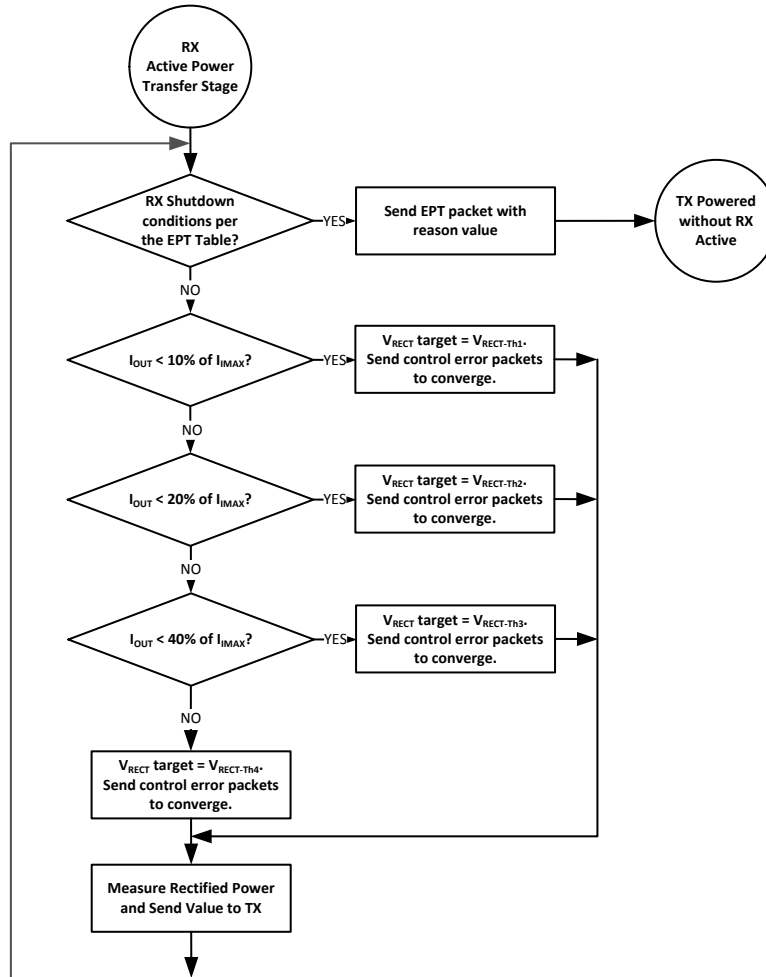 RX
Active Power
Transfer Stage
RX Shutdown
conditions per
the EPT Table?
YES
Send EPT packet with
reason value
TX Powered
without RX
Active
NO
IOUT < 10% of IIMAX?
YES
VRECT target = VRECT-Th1.
Send control error packets
to converge.
NO
IOUT < 20% of IIMAX?
YES
VRECT target = VRECT-Th2.
Send control error packets
to converge.
NO
IOUT < 40% of IIMAX?
YES
VRECT target = VRECT-Th3.
Send control error packets
to converge.
NO
VRECT target = VRECT-Th4.
Send control error packets
to converge.
Measure Rectified Power
and Send Value to TX